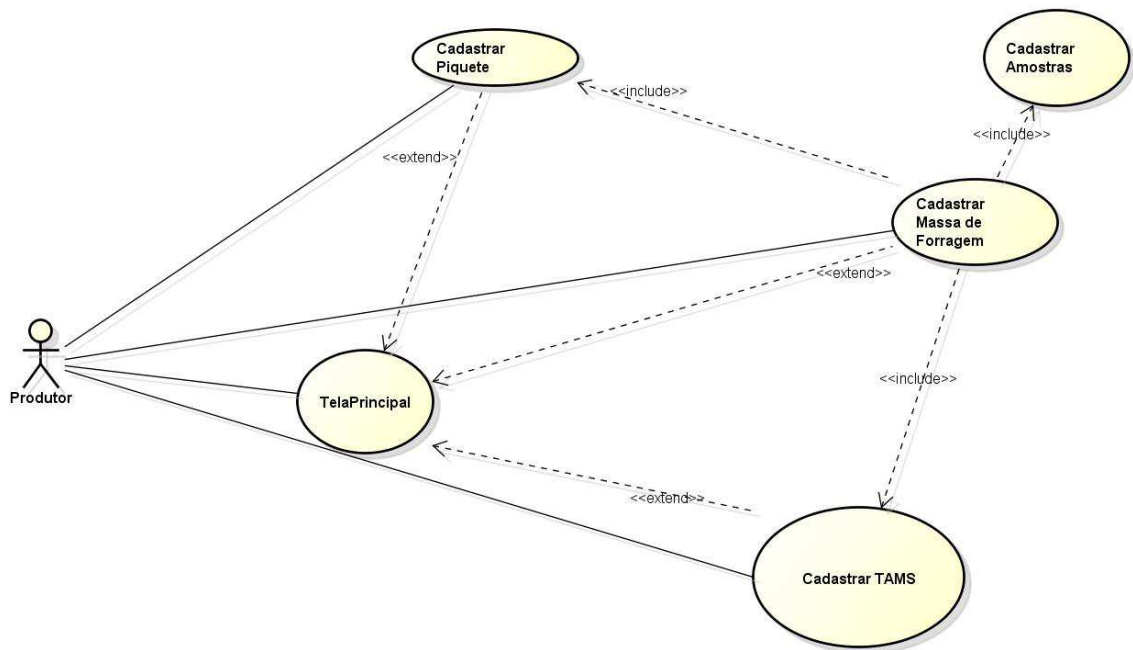 Cadastrar
Piquete
Cadastrar
Amostras
<<include>>
<<include>>
<<extend>>
Cadastrar
Massa de
Forragem
<<extend>>
Produtor
TelaPrincipal
<<include>>
<<extend>>
Cadastrar TAMS